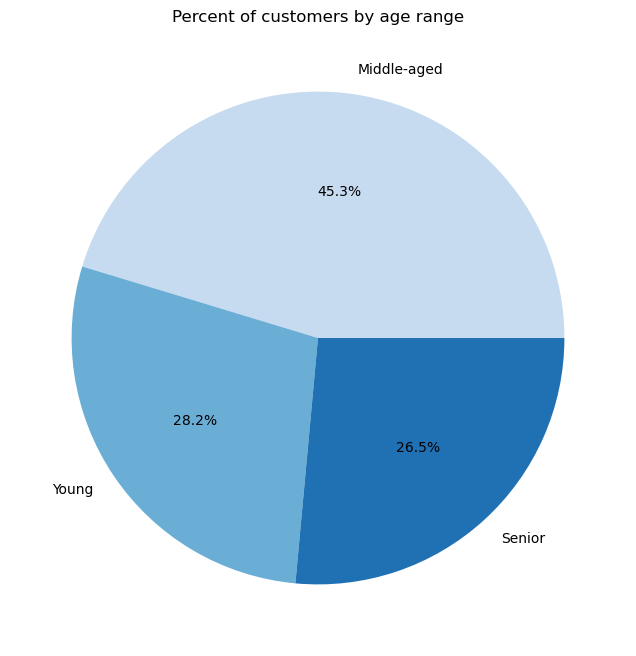 Percent of customers by age range
Middle-aged
45.3%
28.2%
26.5%
Young
Senior